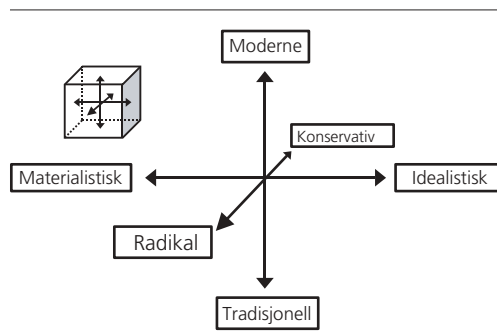 Moderne
Konservativ
Materialistisk
Idealistisk
Radikal
Tradisjonell